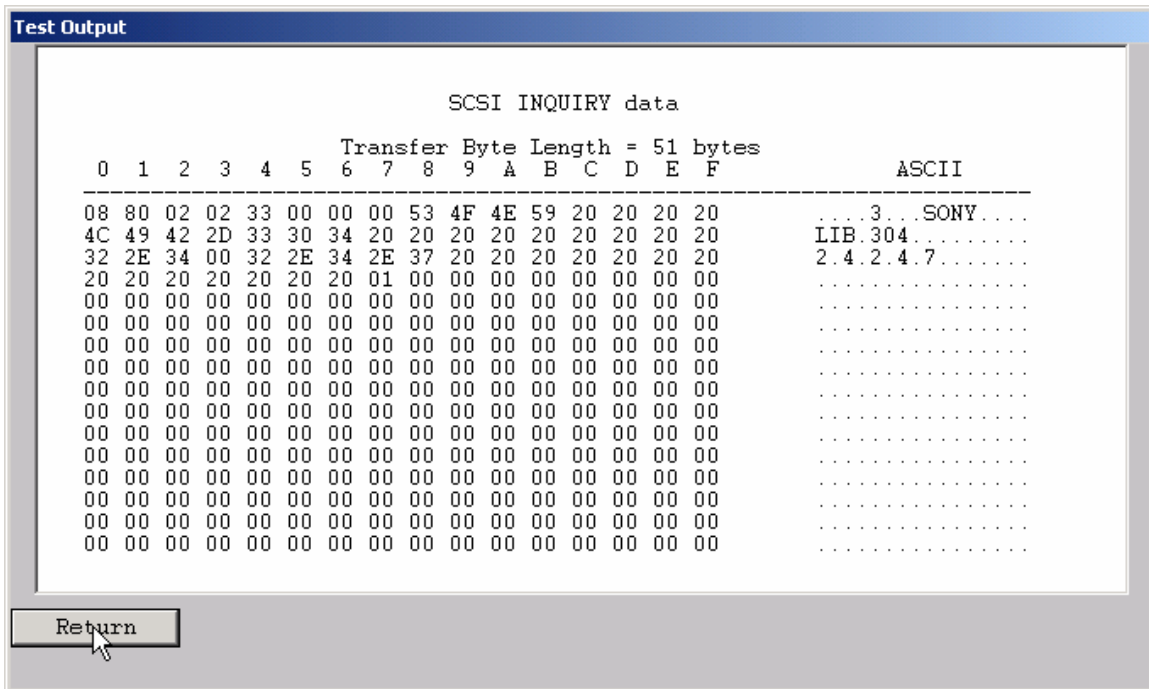 Test Output
SCSI INQUIRY data
Transfer Byte Length = 51 bytes
0 1 2 3 4 5 6 7 8 9 A B C D E F ASCII
08 80 02 02 33 00 00 00 53 4F 4E 59 20 20 20 20 ....3...SONY....
4C 49 42 2D 33 30 34 20 20 20 20 20 20 20 20 20 LIB.304.........
32 2E 34 00 32 2E 34 2E 37 20 20 20 20 20 20 20 2.4.2.4.7.......
20 20 20 20 20 20 20 01 00 00 00 00 00 00 00 00 ................
00 00 00 00 00 00 00 00 00 00 00 00 00 00 00 00 ................
00 00 00 00 00 00 00 00 00 00 00 00 00 00 00 00 ................
00 00 00 00 00 00 00 00 00 00 00 00 00 00 00 00 ................
00 00 00 00 00 00 00 00 00 00 00 00 00 00 00 00 ................
00 00 00 00 00 00 00 00 00 00 00 00 00 00 00 00 ................
00 00 00 00 00 00 00 00 00 00 00 00 00 00 00 00 ................
00 00 00 00 00 00 00 00 00 00 00 00 00 00 00 00 ................
00 00 00 00 00 00 00 00 00 00 00 00 00 00 00 00 ................
00 00 00 00 00 00 00 00 00 00 00 00 00 00 00 00 ................
00 00 00 00 00 00 00 00 00 00 00 00 00 00 00 00 ................
00 00 00 00 00 00 00 00 00 00 00 00 00 00 00 00 ................
00 00 00 00 00 00 00 00 00 00 00 00 00 00 00 00 ................
Return